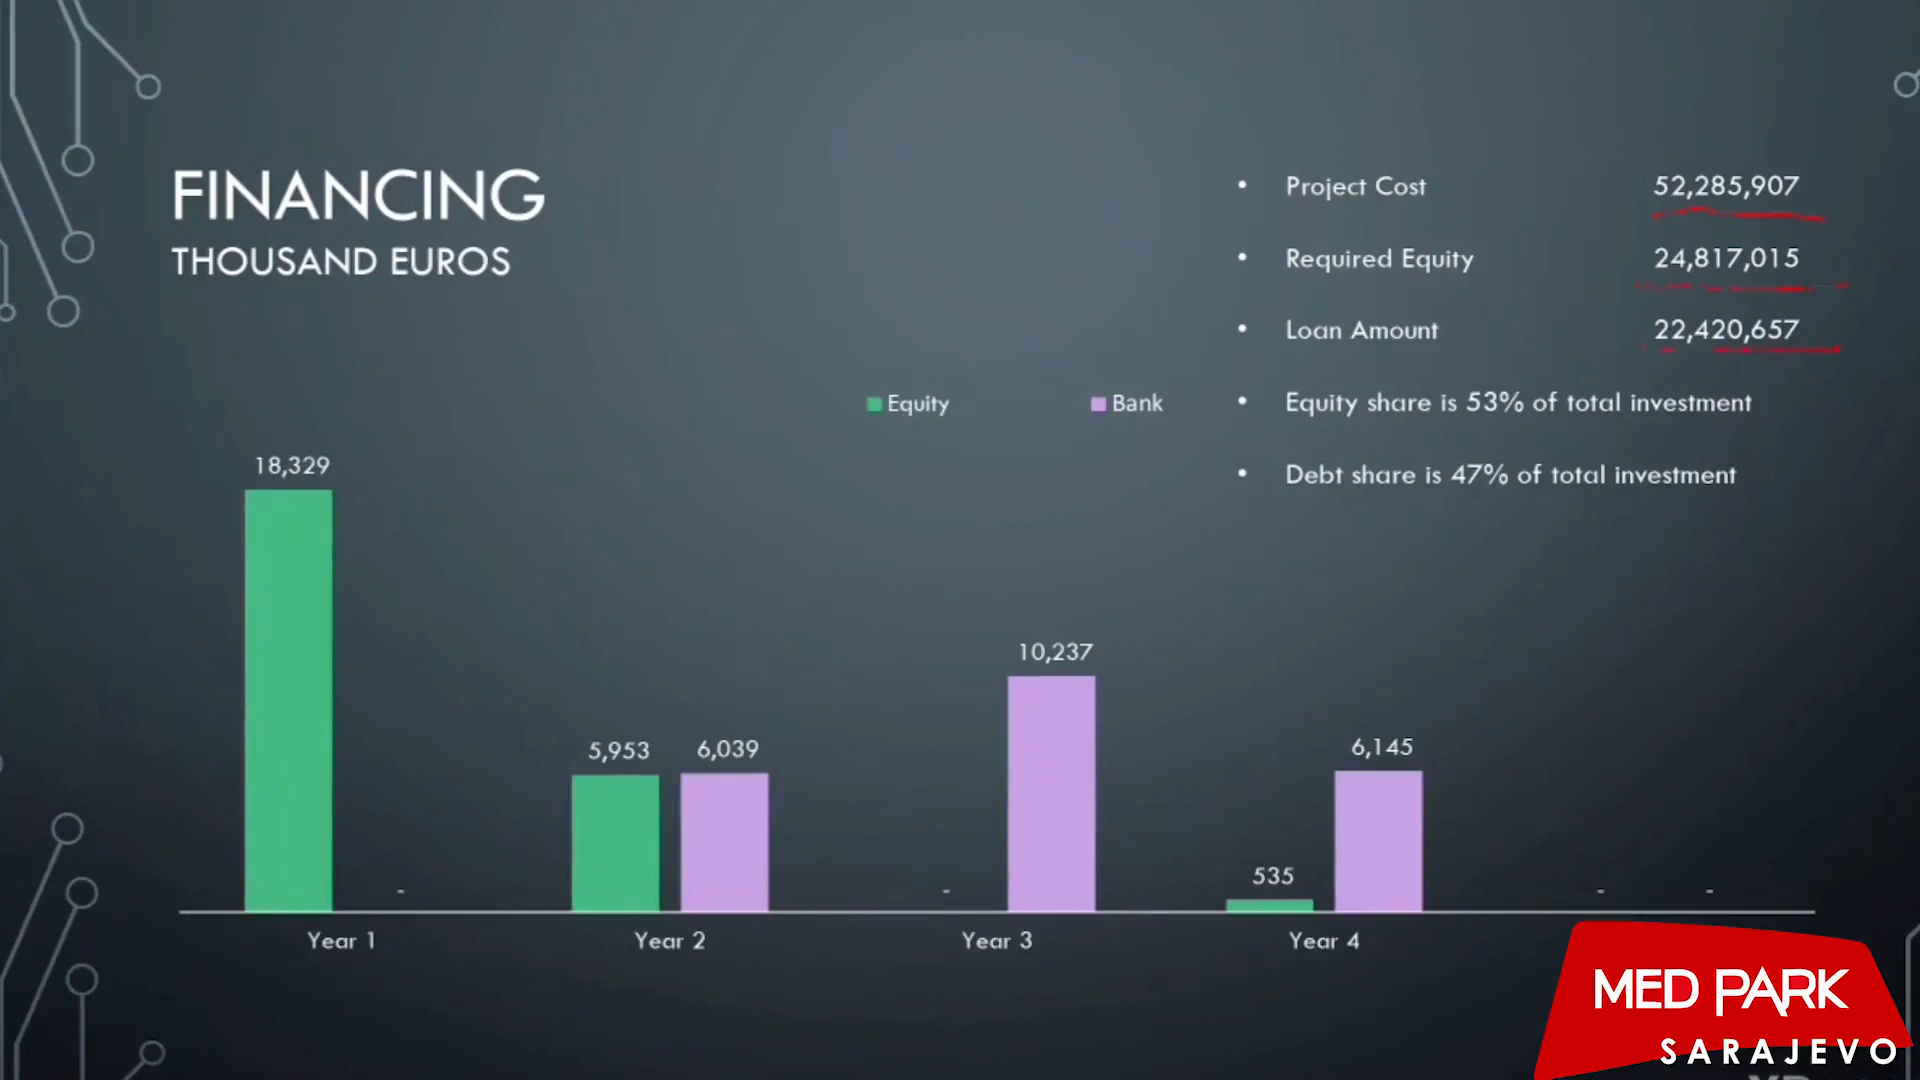 FINANCING
THOUSAND EUROS
• Project Cost 52,285,907
• Required Equity 24,817,015
• Loan Amount 22,420,657
• Equity share is 53% of total investment
• Debt share is 47% of total investment
Equity Bank
18,329
-
5,953
6,039
-
10,237
535
6,145
-
-
Year 1
Year 2
Year 3
Year 4
MED PARK
SARAJEVO